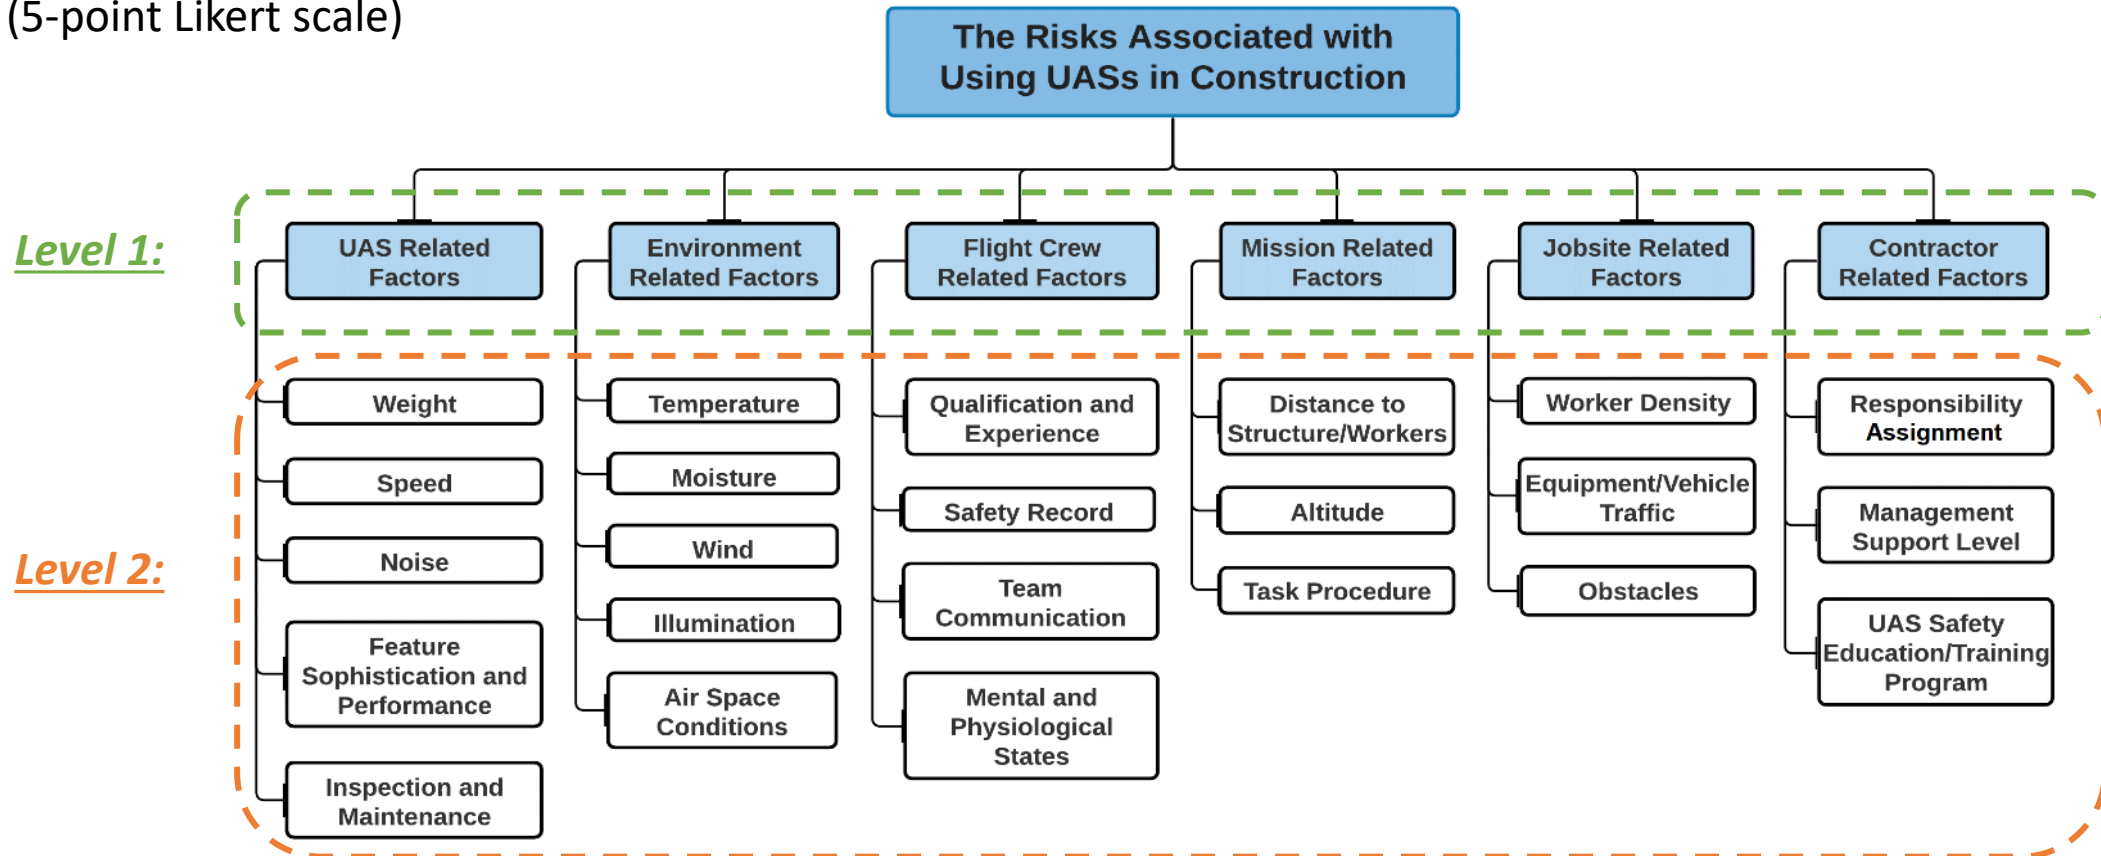 (5-point Likert scale)
The Risks Associated with
Using UASs in Construction
Level 1:
UAS Related
Factors
Environment
Related Factors
Flight Crew
Related Factors
Mission Related
Factors
Jobsite Related
Factors
Contractor
Related Factors
Level 2:
Weight
Speed
Noise
Feature
Sophistication and
Performance
Inspection and
Maintenance
Temperature
Moisture
Wind
Illumination
Air Space
Conditions
Qualification and
Experience
Safety Record
Team
Communication
Mental and
Physiological
States
Distance to
Structure/Workers
Altitude
Task Procedure
Worker Density
Equipment/Vehicle
Traffic
Obstacles
Responsibility
Assignment
Management
Support Level
UAS Safety
Education/Training
Program